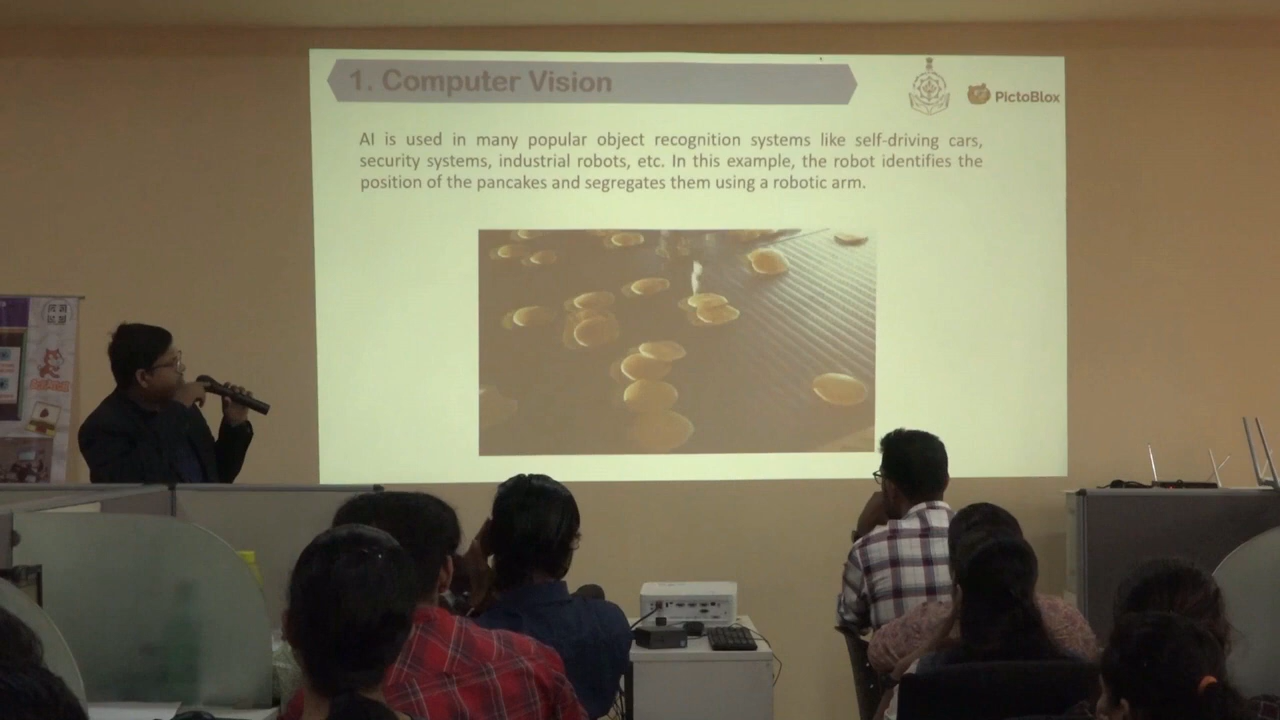 1. Computer Vision
PictoBlox
AI is used in many popular object recognition systems like self-driving cars,
security systems, industrial robots, etc. In this example, the robot identifies the
position of the pancakes and segregates them using a robotic arm.